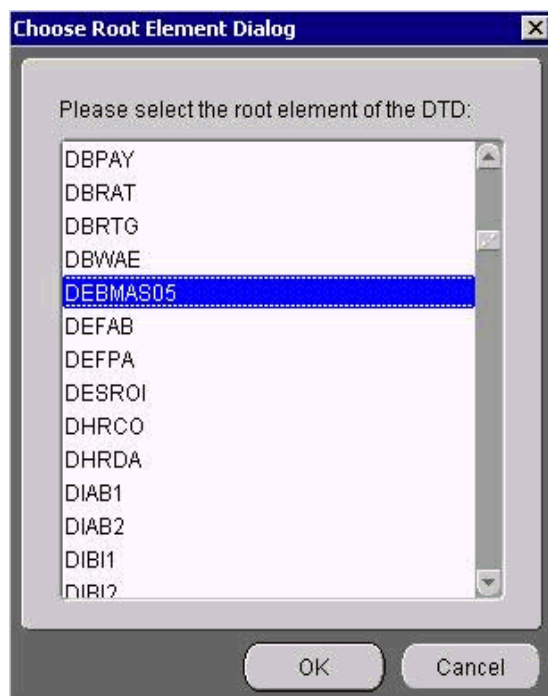 Choose Root Element Dialog
Please select the root element of the DTD:
DBPAY
DBRAT
DBRTG
DBWAE
DEBMAS05
DEFAB
DEFPA
DESROI
DHRCO
DHRDA
DIAB1
DIAB2
DIBI1
DIBI2
OK Cancel